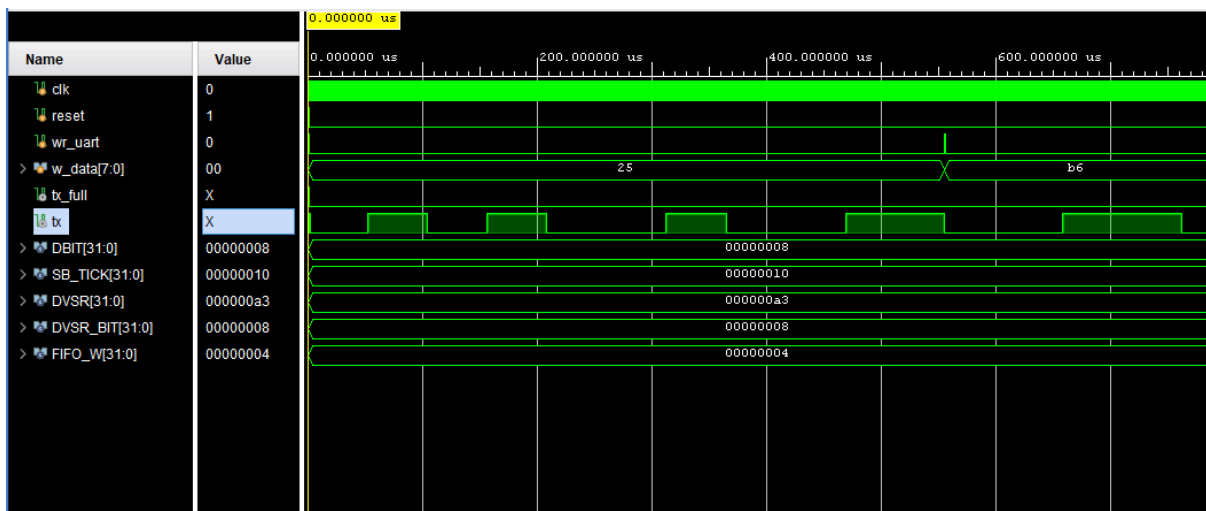 0.000000 us
Name Value 0.000000 us 200.000000 us 400.000000 us 600.000000 us
clk 0
reset 1
wr_uart 0
> w_data[7:0] 00 25 b6
tx_full X
tx X
> DBIT[31:0] 00000008 00000008
> SB_TICK[31:0] 00000010 00000010
> DVSR[31:0] 000000a3 000000a3
> DVSR_BIT[31:0] 00000008 00000008
> FIFO_W[31:0] 00000004 00000004